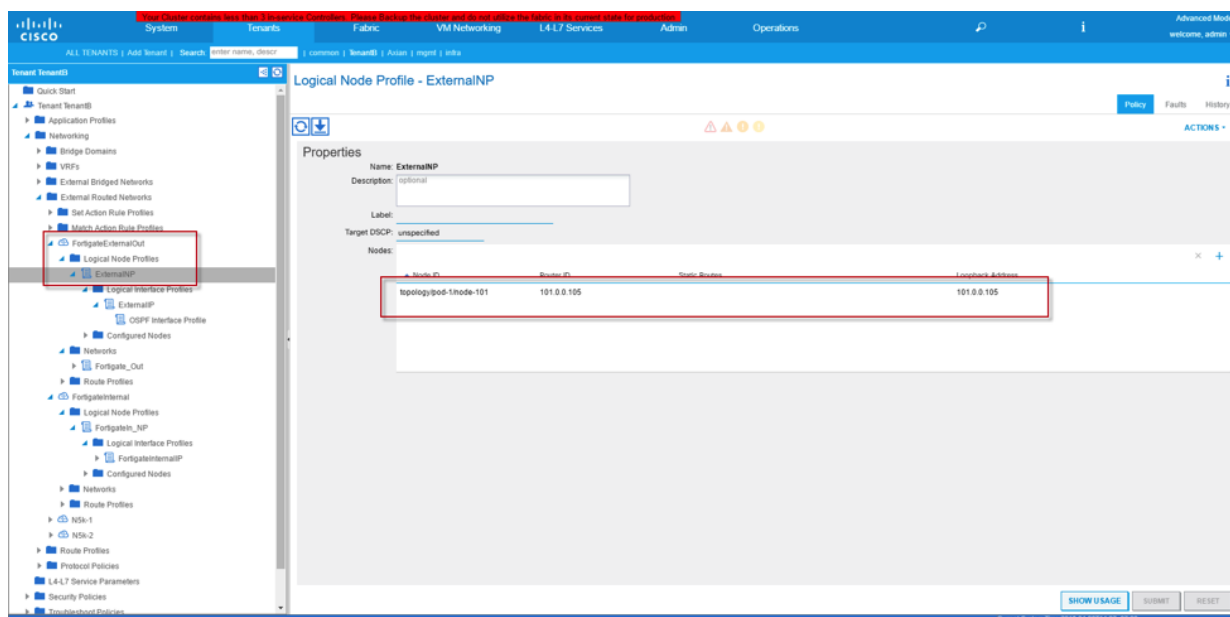 Your Cluster contains less than 3 in-service Controllers. Please Backup the cluster and do not utilize the fabric in its current state for production.
CISCO
System Tenants Fabric VM Networking L4-L7 Services Admin Operations
Advanced Mode
welcome, admin
ALL TENANTS | Add Tenant | Search: enter name, descr | common | TenantB | Axian | mgmt | infra
Tenant TenantB
Quick Start
Tenant TenantB
Application Profiles
Networking
Bridge Domains
VRFs
External Bridged Networks
External Routed Networks
Set Action Rule Profiles
Match Action Rule Profiles
FortigateExternalOut
Logical Node Profiles
ExternalNP
Logical Interface Profiles
ExternalIP
OSPF Interface Profile
Configured Nodes
Networks
Fortigate_Out
Route Profiles
FortigateInternal
Logical Node Profiles
FortigateIn_NP
Logical Interface Profiles
FortigateInternalIP
Configured Nodes
Networks
Route Profiles
N5k-1
N5k-2
Route Profiles
Protocol Policies
L4-L7 Service Parameters
Security Policies
Troubleshoot Policies
Logical Node Profile - ExternalNP
i
Policy Faults History
ACTIONS
Properties
Name: ExternalNP
Description: optional
Label:
Target DSCP: unspecified
Nodes:
Node ID Router ID Static Routes Loopback Address
topology/pod-1/node-101 101.0.0.105 101.0.0.105
SHOW USAGE SUBMIT RESET